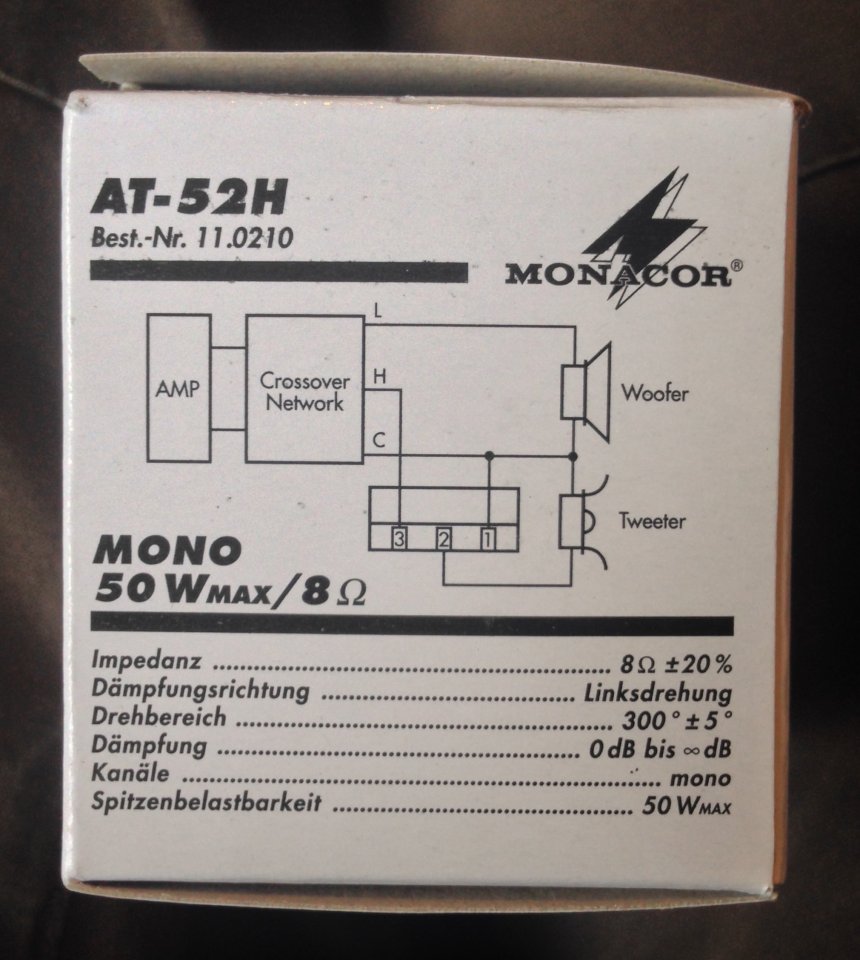 AT-52H
Best.-Nr. 11.0210
MONACOR®
L
AMP
Crossover
Network
H
C
Woofer
3 2 1
Tweeter
MONO
50 WMAX/8 Ω
Impedanz ........ 8 Ω ±20 %
Dämpfungsrichtung ........ Linksdrehung
Drehbereich ........ 300° ± 5°
Dämpfung ........ 0 dB bis ∞ dB
Kanäle ........ mono
Spitzenbelastbarkeit ........ 50 WMAX